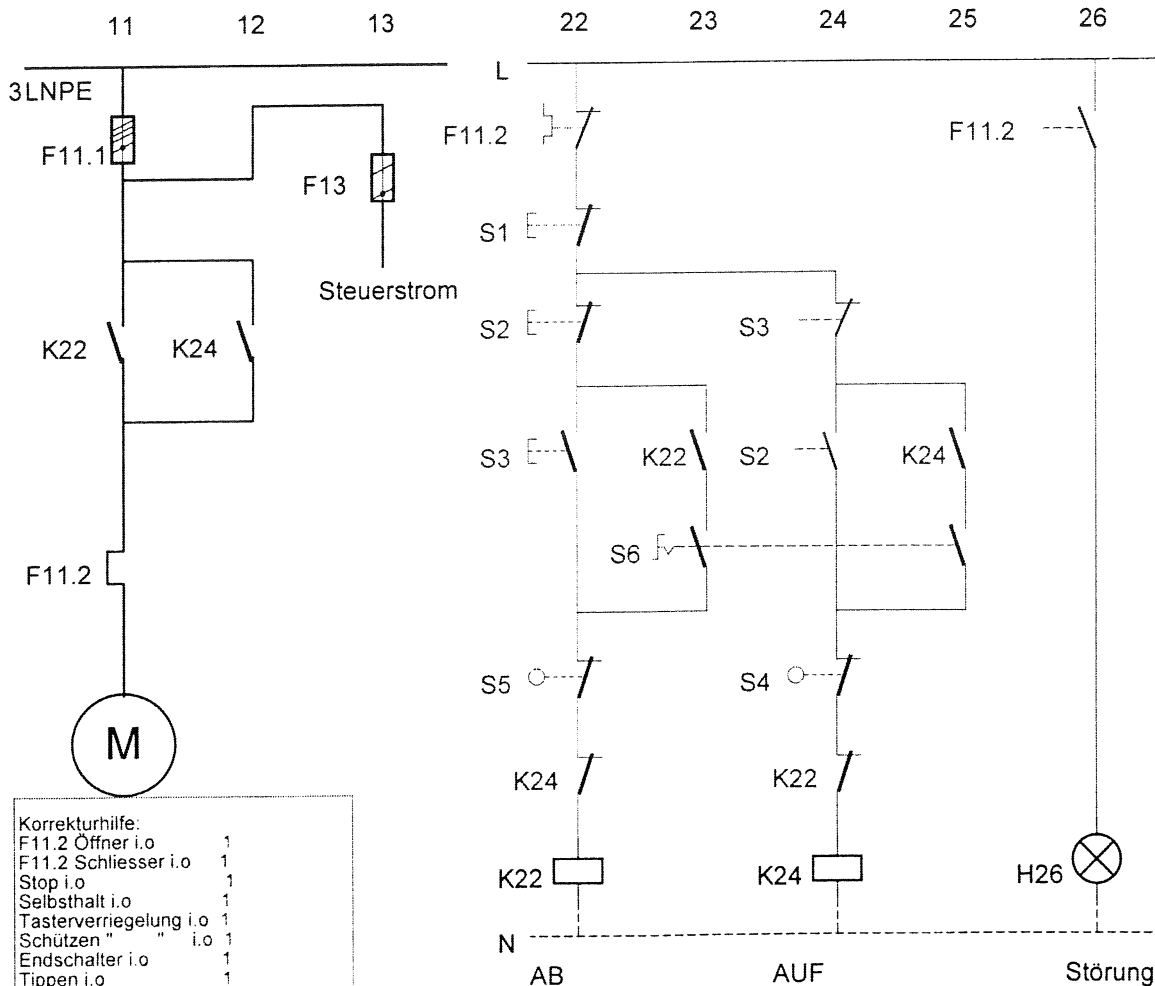 11 12 13 22 23 24 25 26
3LNPE
L
F11.1
F13
F11.2
F11.2
S1
Steuerstrom
K22 K24
S2
S3
S3
K22
S2
K24
S6
F11.2
S5
S4
M
K24
K22
K22
K24
H26
N
AB
AUF
Störung
Korrekturhilfe:
F11.2 Öffner i.o 1
F11.2 Schliesser i.o 1
Stop i.o 1
Selbsthalt i.o 1
Tasterverriegelung i.o 1
Schützen " " i.o 1
Endschalter i.o 1
Tippen i.o 1